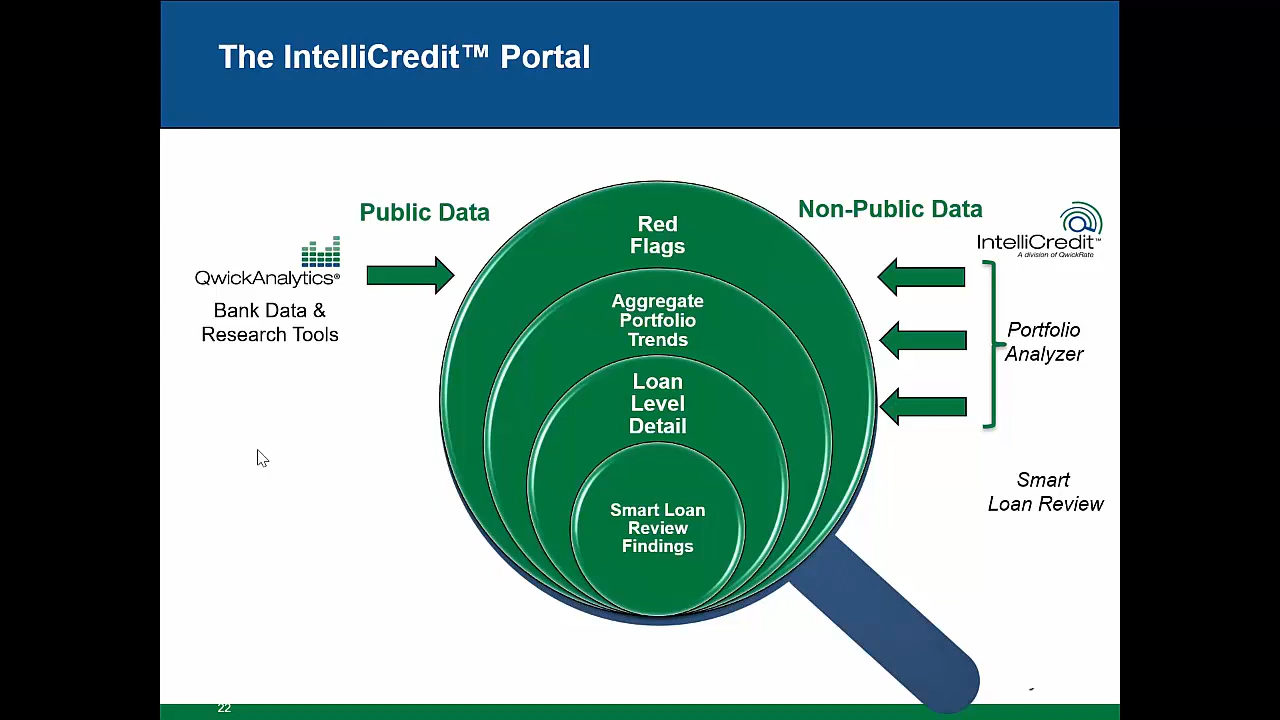 The IntelliCredit™ Portal
Public Data
QwickAnalytics®
Bank Data &
Research Tools
Red
Flags
Aggregate
Portfolio
Trends
Loan
Level
Detail
Smart Loan
Review
Findings
Non-Public Data
IntelliCredit™
A division of QwickRate
Portfolio
Analyzer
Smart
Loan Review
22